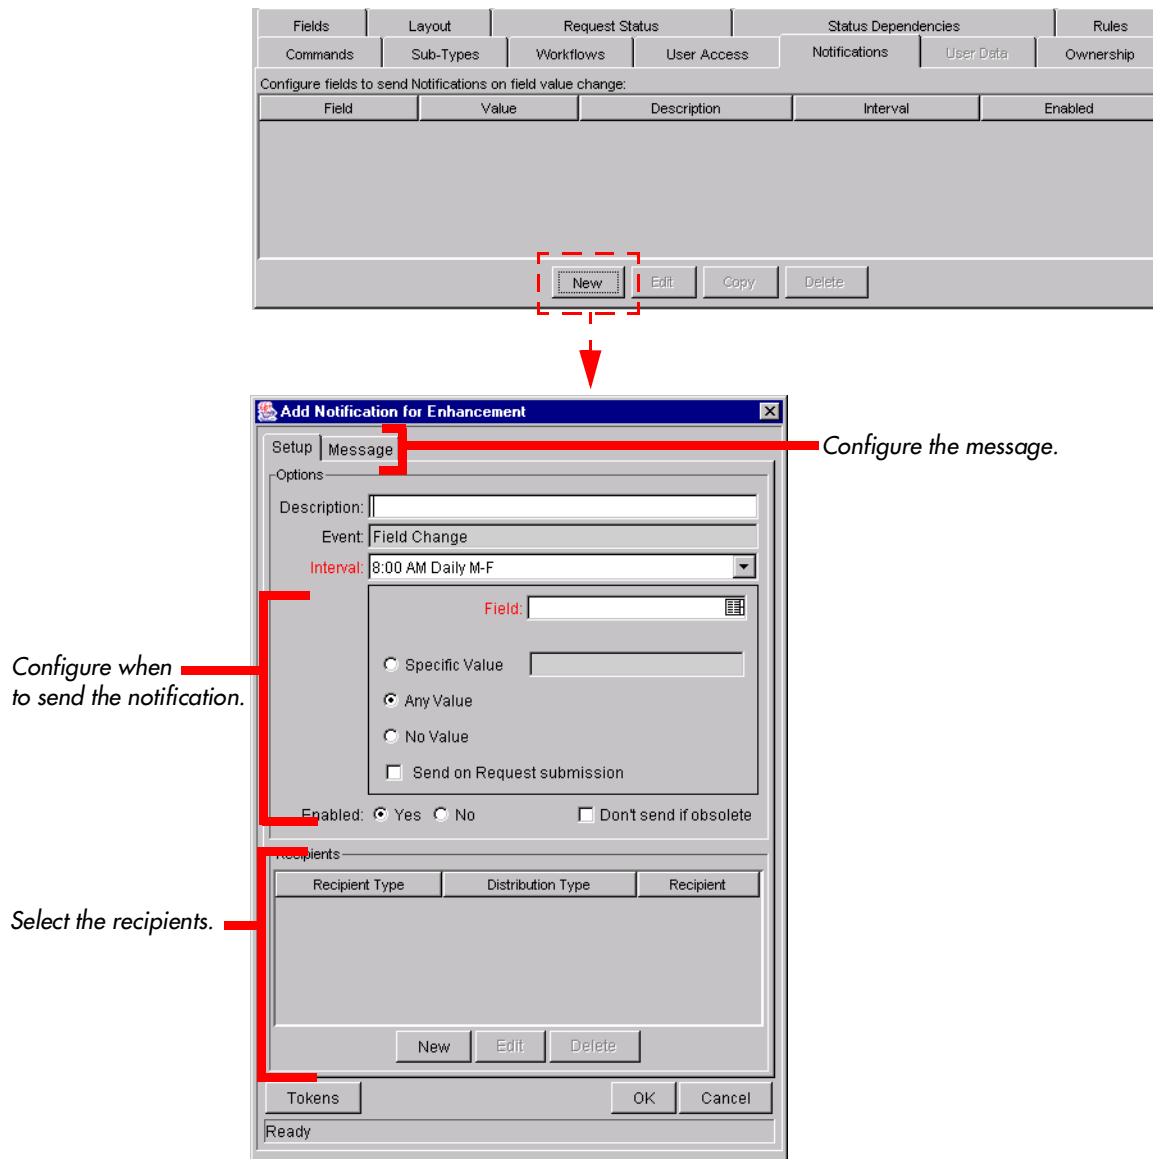 Fields Layout Request Status Status Dependencies Rules
Commands Sub-Types Workflows User Access Notifications User Data Ownership
Configure fields to send Notifications on field value change:
Field Value Description Interval Enabled
New Edit Copy Delete
Add Notification for Enhancement
Setup Message
Configure the message.
Options
Description:
Event: Field Change
Interval: 8:00 AM Daily M-F
Field:
Specific Value
Configure when
to send the notification.
Any Value
No Value
Send on Request submission
Enabled: Yes No Don't send if obsolete
Recipients
Recipient Type Distribution Type Recipient
Select the recipients.
New Edit Delete
Tokens OK Cancel
Ready